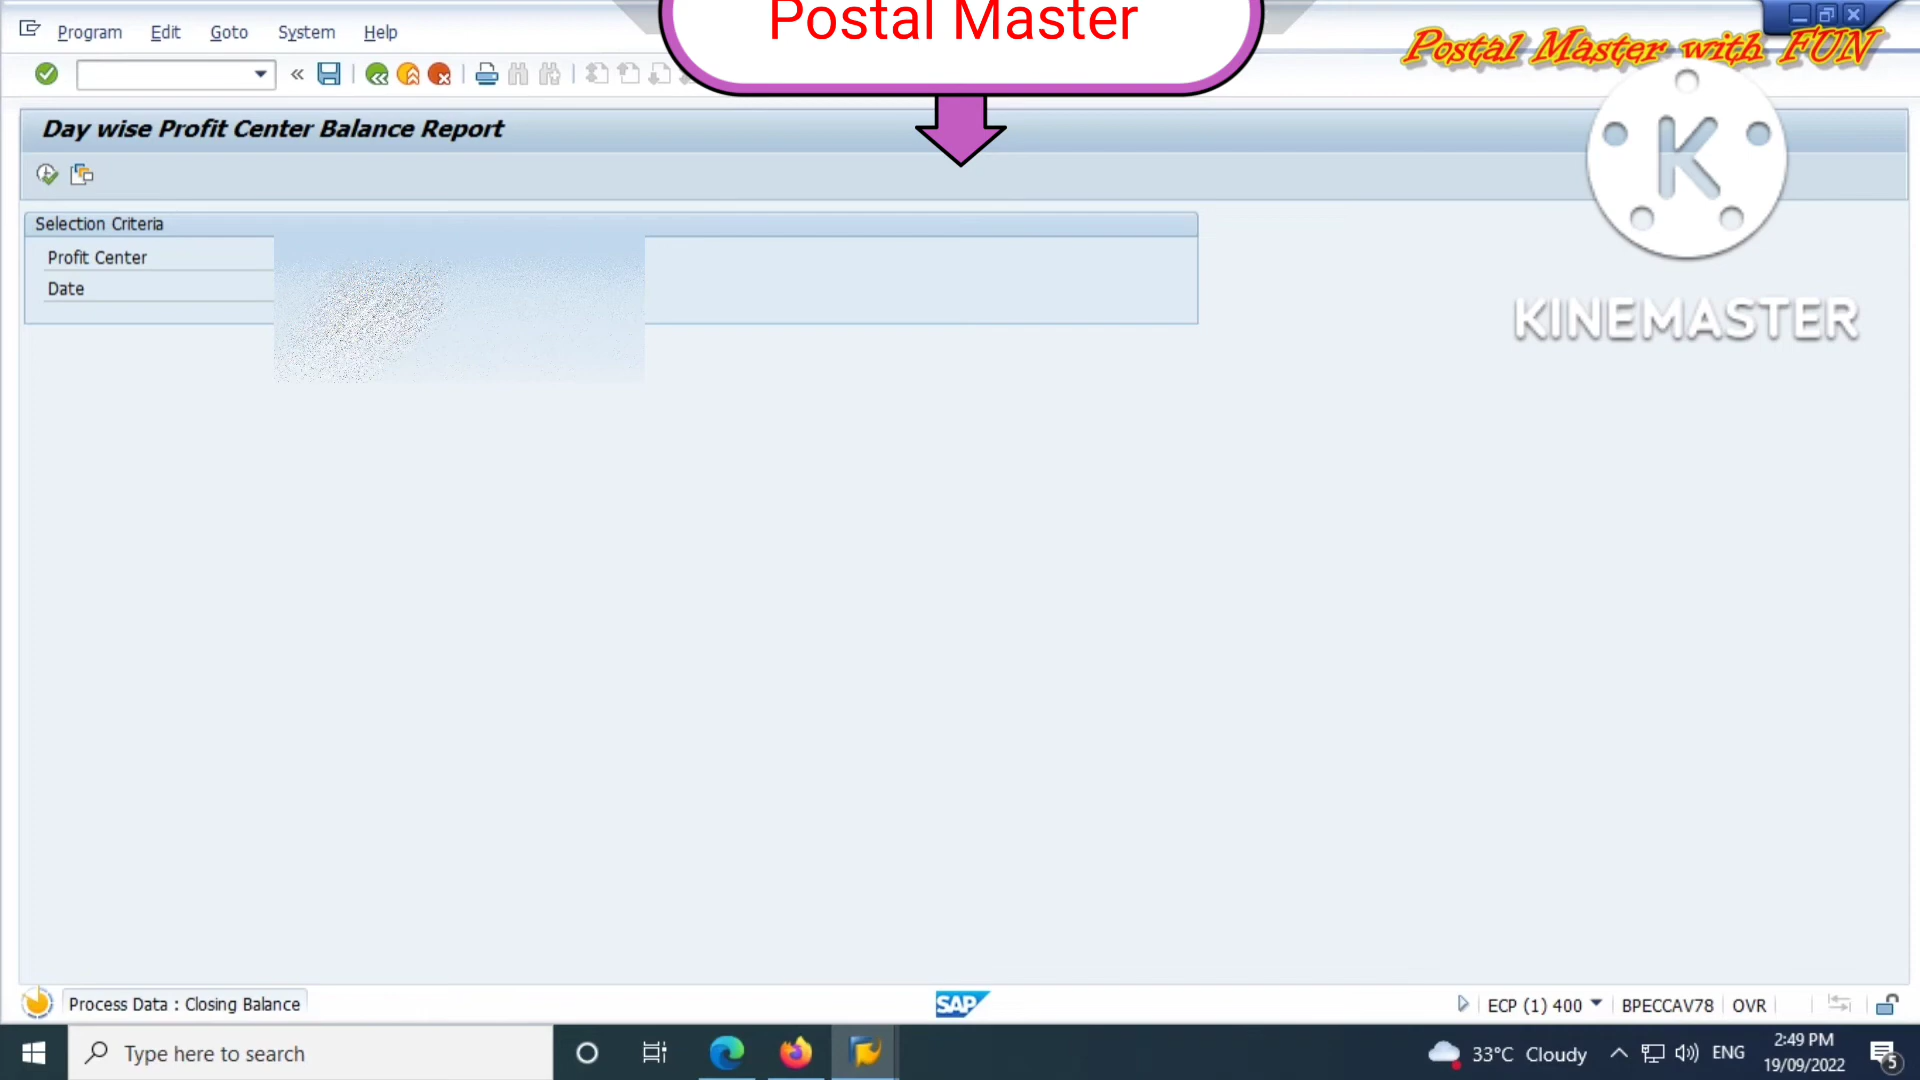 Postal Master
Postal Master with FUN
Program Edit Goto System Help
Day wise Profit Center Balance Report
K
KINEMASTER
Selection Criteria
Profit Center
Date
Process Data : Closing Balance
SAP
ECP (1) 400 BPECCAV78 OVR
Type here to search
33°C Cloudy
ENG
2:49 PM
19/09/2022
5